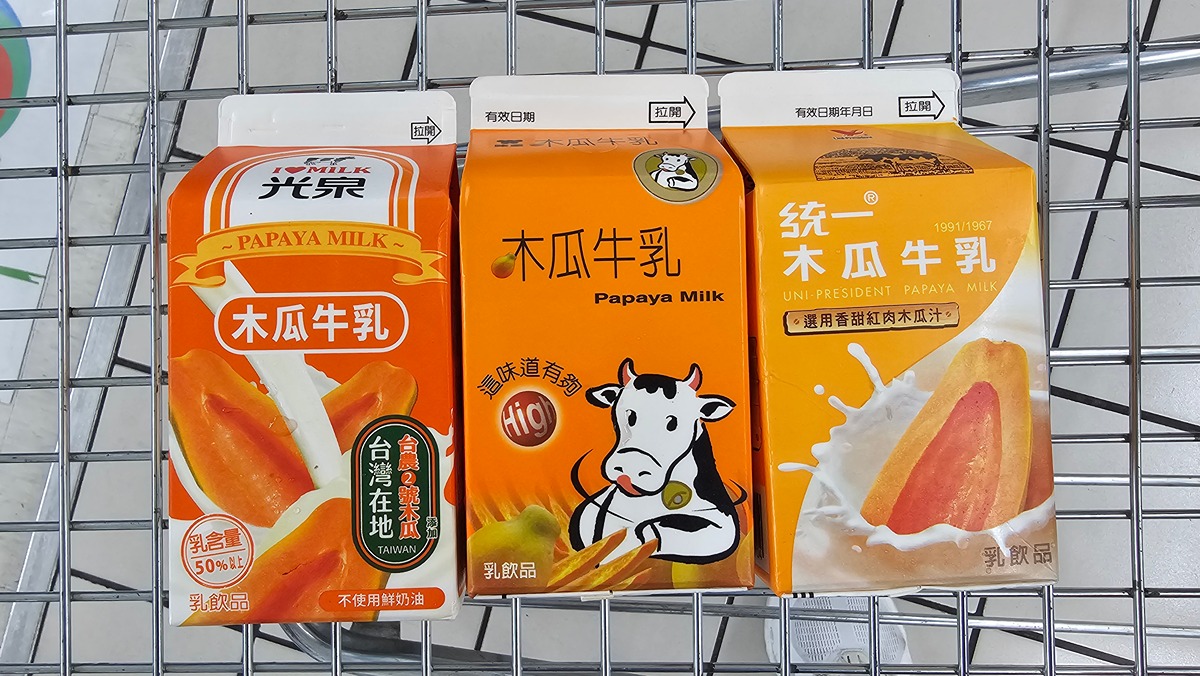 拉開
I♥MILK
光泉
~ PAPAYA MILK ~
木瓜牛乳
台農2號木瓜
添加
台灣在地
TAIWAN
乳含量
50%以上
乳飲品
不使用鮮奶油
有效日期
拉開
木瓜牛乳
木瓜牛乳
Papaya Milk
這味道有夠
High
乳飲品
有效日期年月日
拉開
統一®
1991/1967
木瓜牛乳
UNI-PRESIDENT PAPAYA MILK
選用香甜紅肉木瓜汁
乳飲品